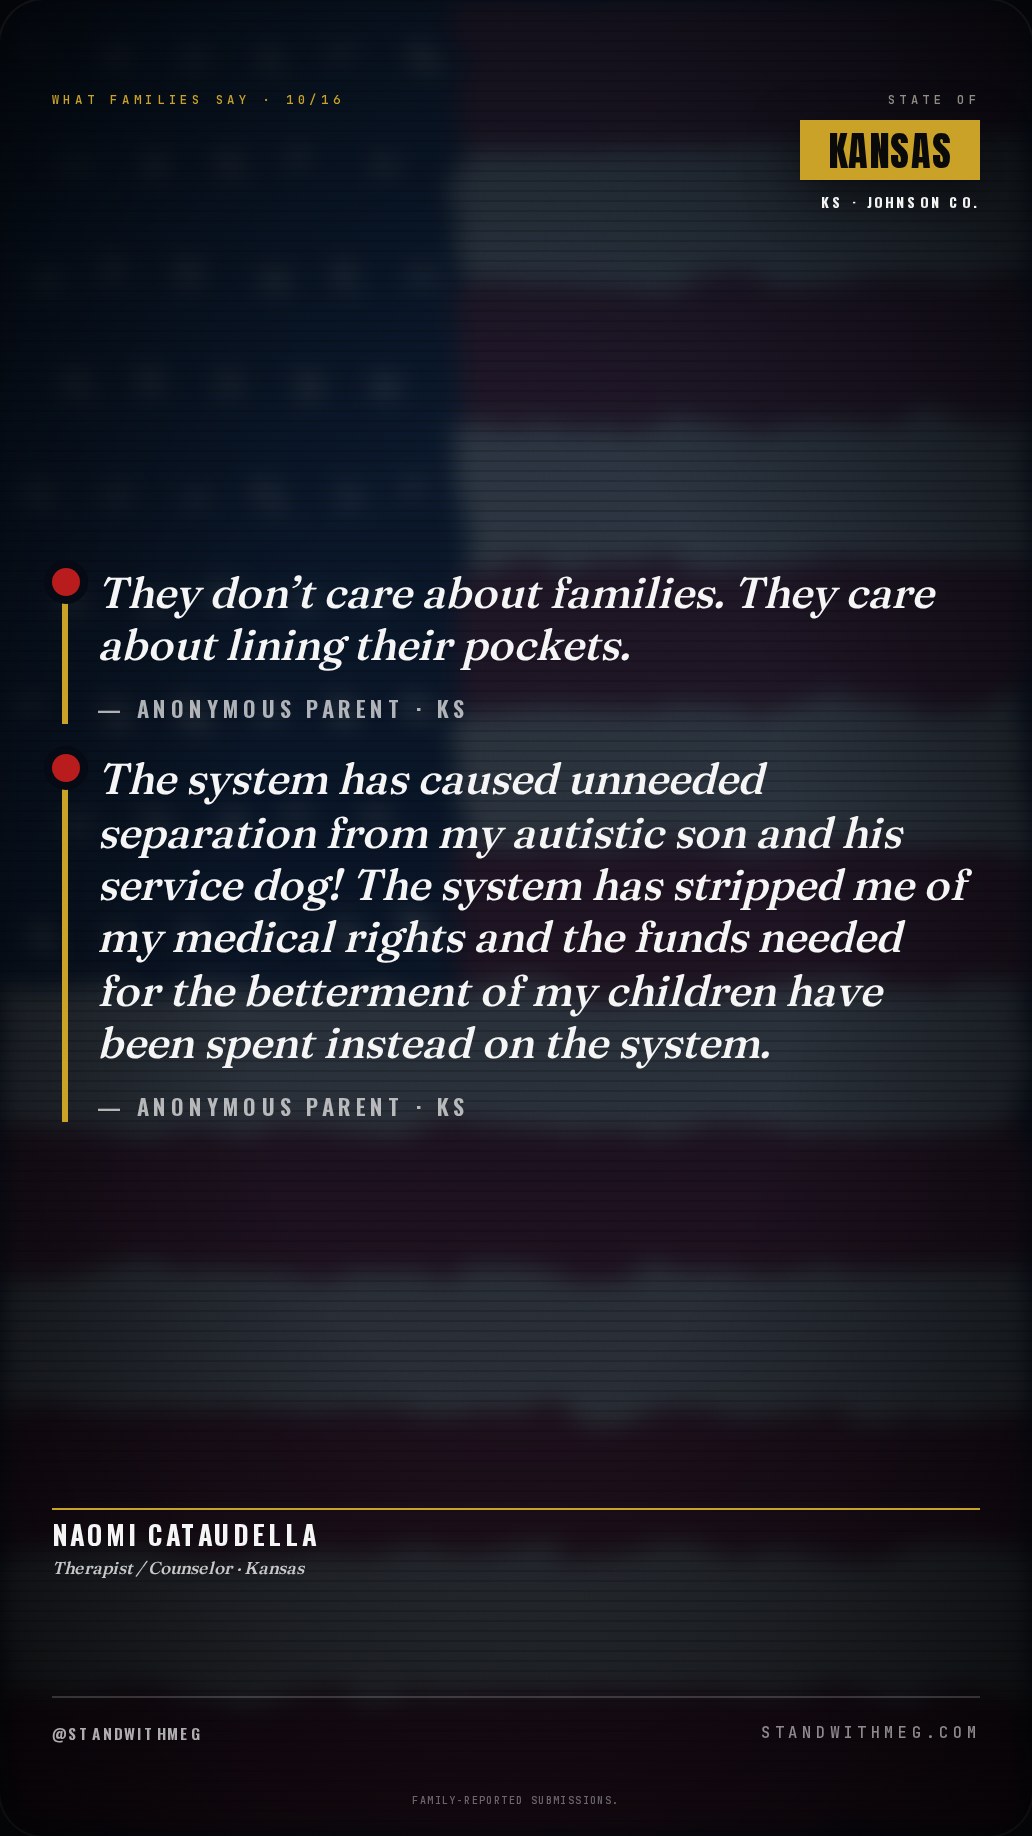 WHAT FAMILIES SAY · 10/16
STATE OF
KANSAS
KS · JOHNSON CO.
They don’t care about families. They care
about lining their pockets.
— ANONYMOUS PARENT · KS
The system has caused unneeded
separation from my autistic son and his
service dog! The system has stripped me of
my medical rights and the funds needed
for the betterment of my children have
been spent instead on the system.
— ANONYMOUS PARENT · KS
NAOMI CATAUDELLA
Therapist / Counselor · Kansas
@STANDWITHMEG
STANDWITHMEG.COM
FAMILY-REPORTED SUBMISSIONS.